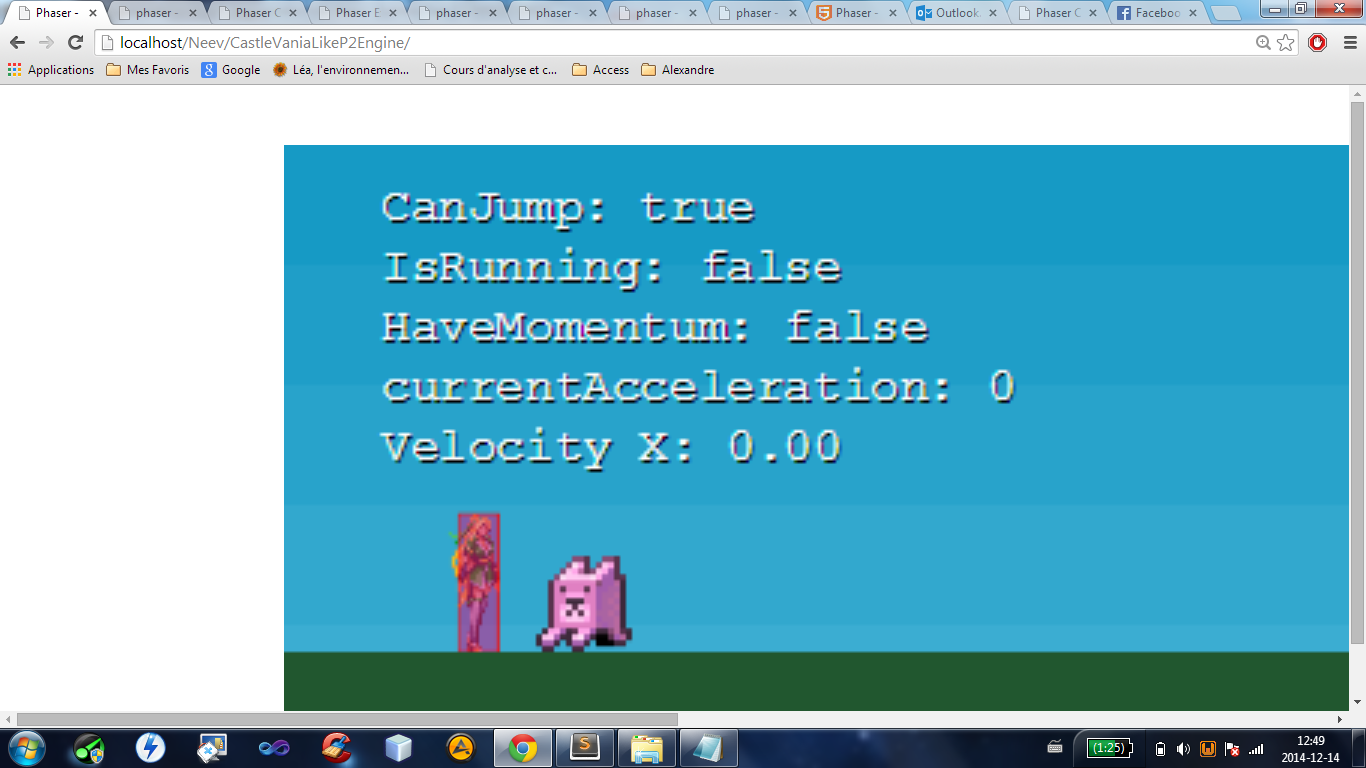 Phaser - phaser - Phaser C Phaser E phaser - phaser - phaser - phaser - Phaser - Outlook. Phaser C Faceboo
localhost/Neev/CastleVaniaLikeP2Engine/
Applications Mes Favoris Google Léa, l'environnemen... Cours d'analyse et c... Access Alexandre
CanJump: true
IsRunning: false
HaveMomentum: false
currentAcceleration: 0
Velocity X: 0.00
(1:25) 12:49
2014-12-14